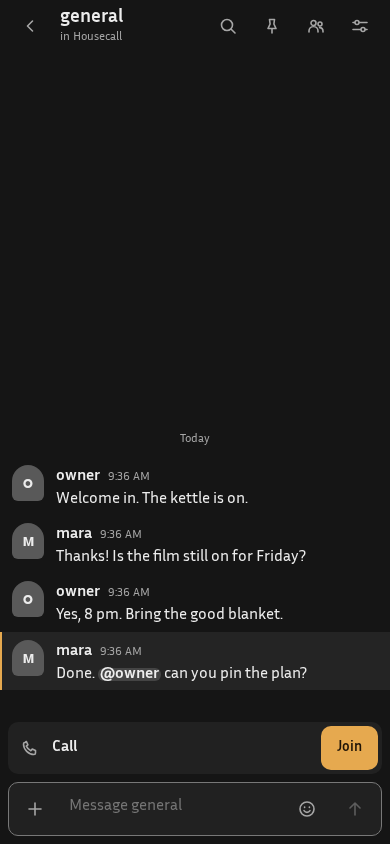 general
in Housecall
Today
O
owner 9:36 AM
Welcome in. The kettle is on.
M
mara 9:36 AM
Thanks! Is the film still on for Friday?
O
owner 9:36 AM
Yes, 8 pm. Bring the good blanket.
M
mara 9:36 AM
Done. @owner can you pin the plan?
Call
Join
Message general